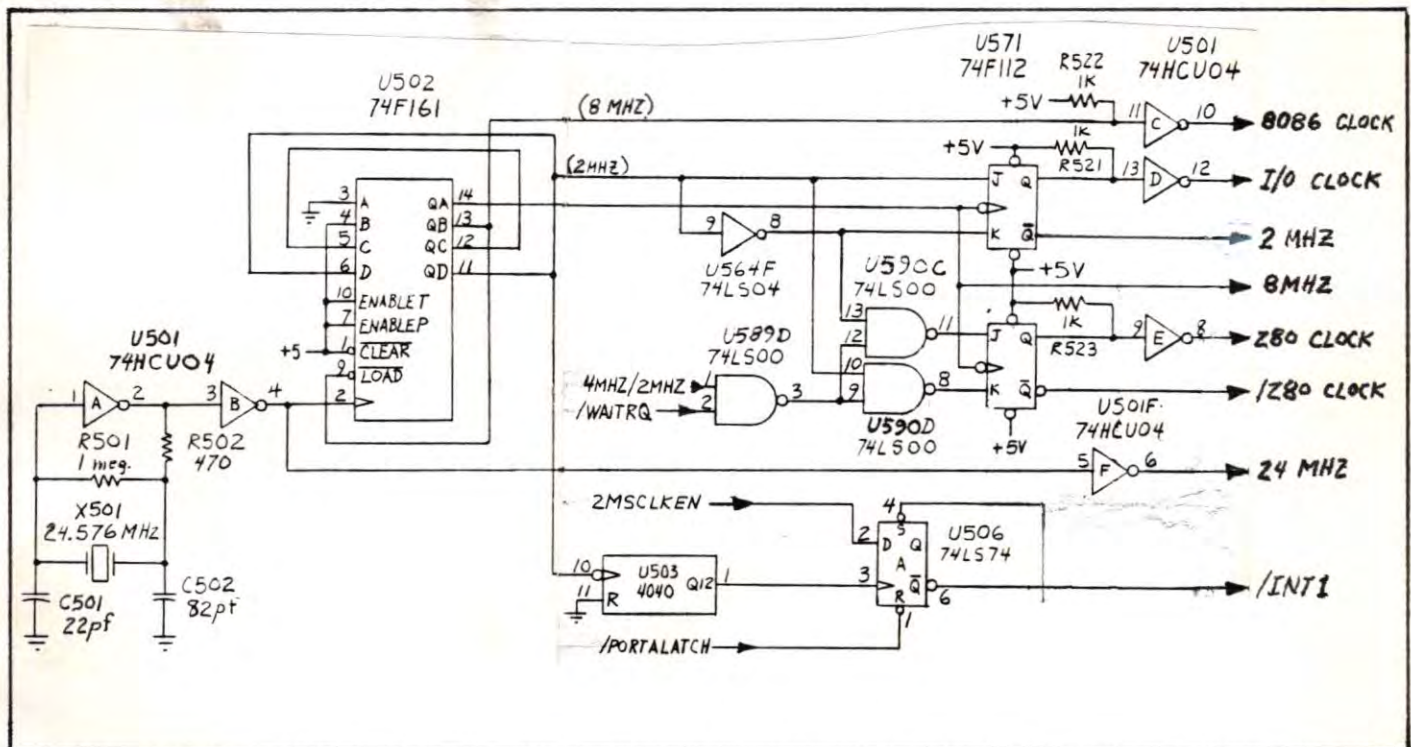 U502
74F161
(8 MHZ)
(2MHZ)
3 A
4 B
5 C
6 D
10 ENABLET
7 ENABLEP
1 CLEAR
9 LOAD
2
QA 14
QB 13
QC 12
QD 11
+5
U501
74HCU04
1 A 2
3 B 4
R501
1 meg.
R502
470
X501
24.576 MHZ
C501
22pf
C502
82pf
U571
74F112
R522
1K
+5V
U501
74HCU04
11 C 10
8086 CLOCK
+5V
1K
R521
13 D 12
I/O CLOCK
J Q
K Q
2 MHZ
9 8
U564F
74LS04
+5V
8MHZ
U590C
74LS00
13
12
11
U589D
74LS00
4MHZ/2MHZ
/WAITRQ
1
2
3
10
9
8
U590D
74LS00
J Q
K Q
+5V
1K
R523
9 E 8
Z80 CLOCK
/Z80 CLOCK
U501F
74HCU04
5 F 6
24 MHZ
2MSCLKEN
4
S
2 D Q
A
3 Q
6
R
1
U506
74LS74
10
11 R
U503
4040
Q12
1
/INT1
/PORTALATCH